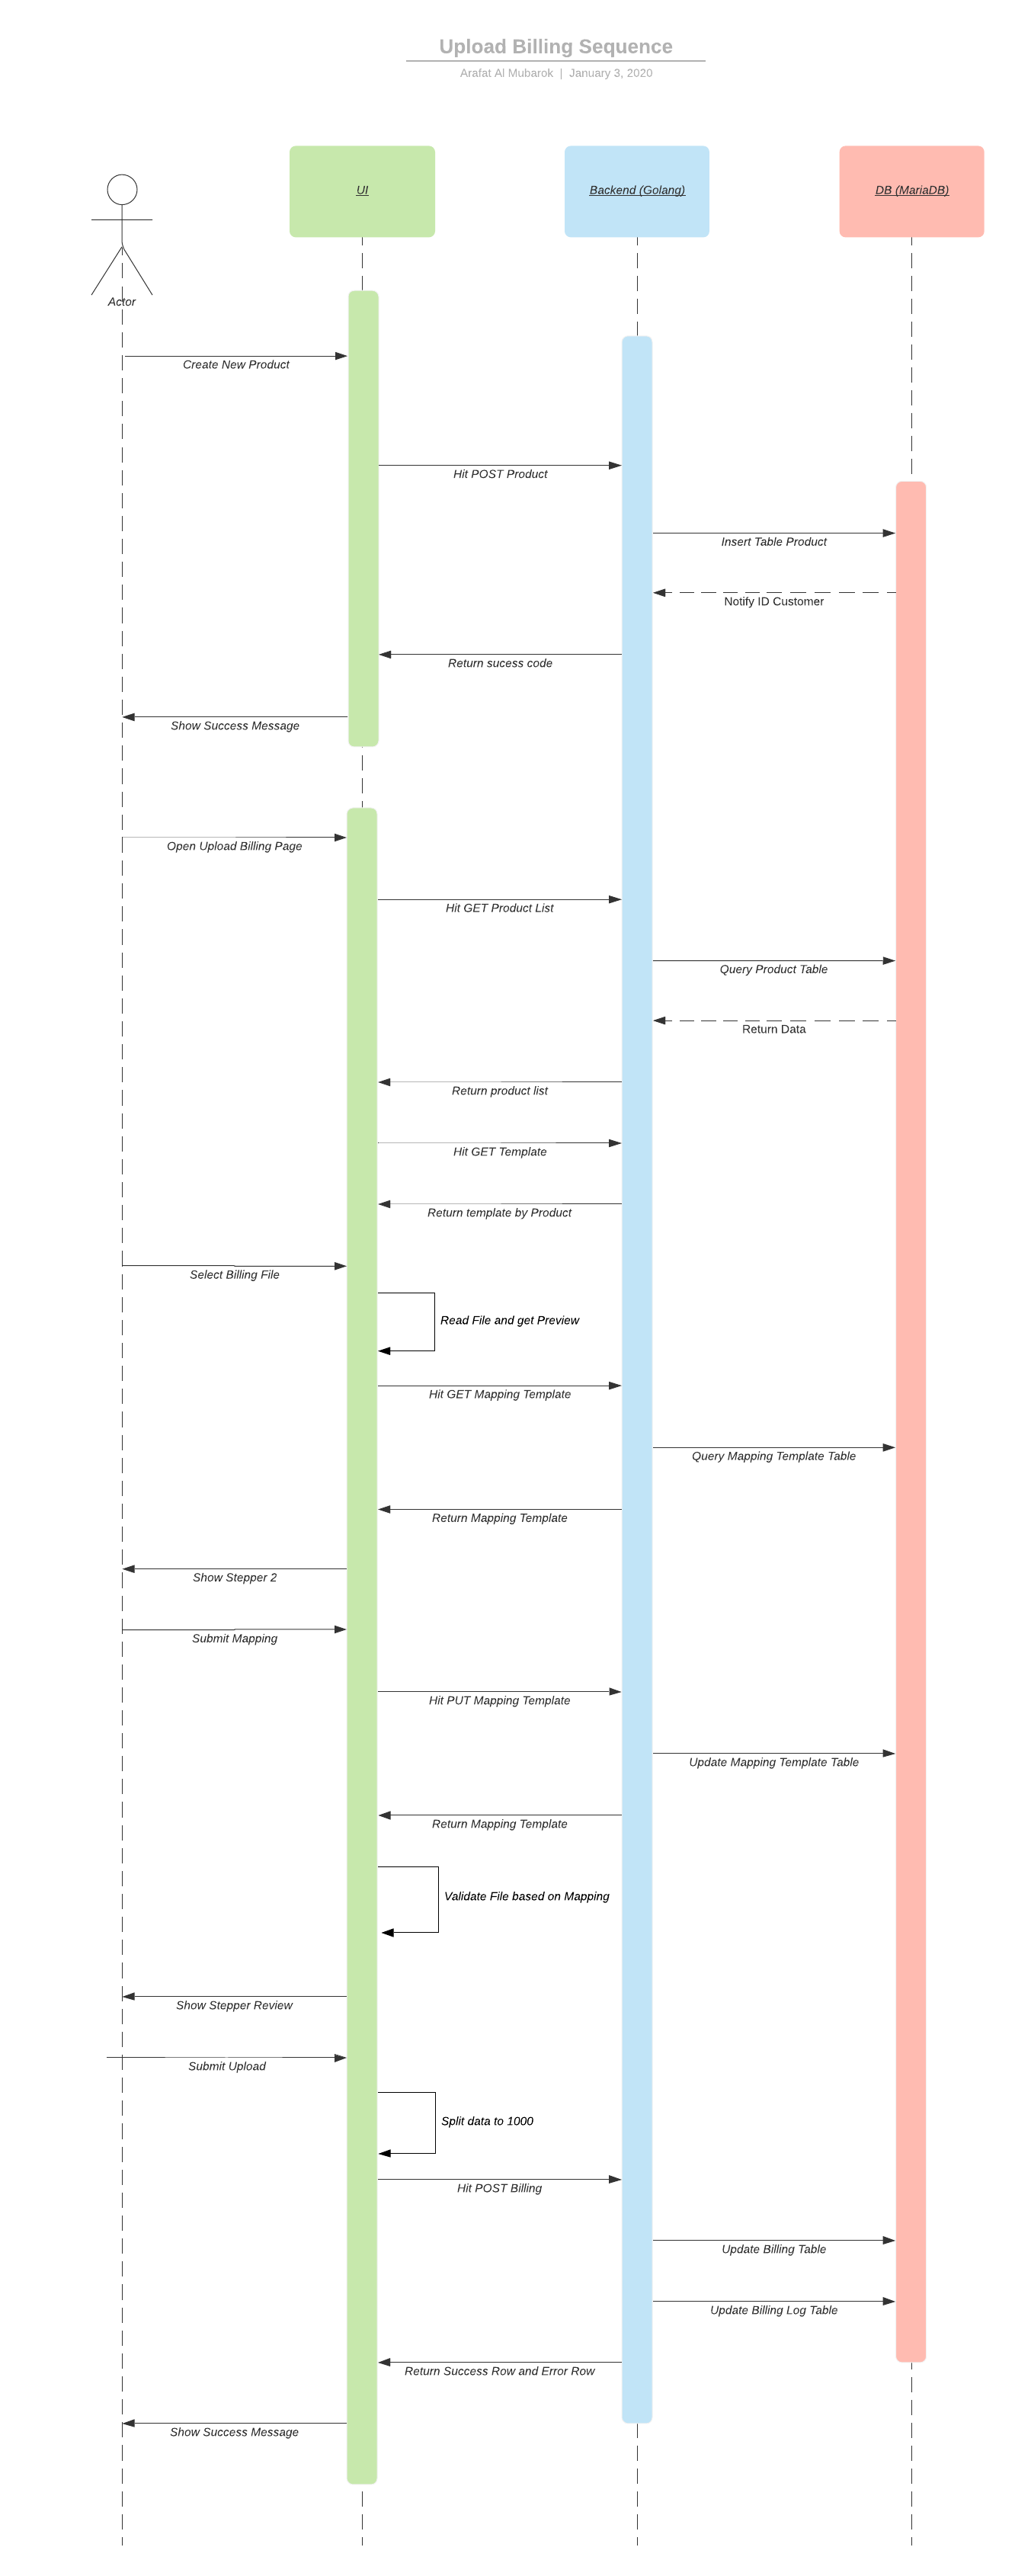 Upload Billing Sequence
Arafat Al Mubarok | January 3, 2020
UI
Backend (Golang)
DB (MariaDB)
Actor
Create New Product
Hit POST Product
Insert Table Product
Notify ID Customer
Return sucess code
Show Success Message
Open Upload Billing Page
Hit GET Product List
Query Product Table
Return Data
Return product list
Hit GET Template
Return template by Product
Select Billing File
Read File and get Preview
Hit GET Mapping Template
Query Mapping Template Table
Return Mapping Template
Show Stepper 2
Submit Mapping
Hit PUT Mapping Template
Update Mapping Template Table
Return Mapping Template
Validate File based on Mapping
Show Stepper Review
Submit Upload
Split data to 1000
Hit POST Billing
Update Billing Table
Update Billing Log Table
Return Success Row and Error Row
Show Success Message